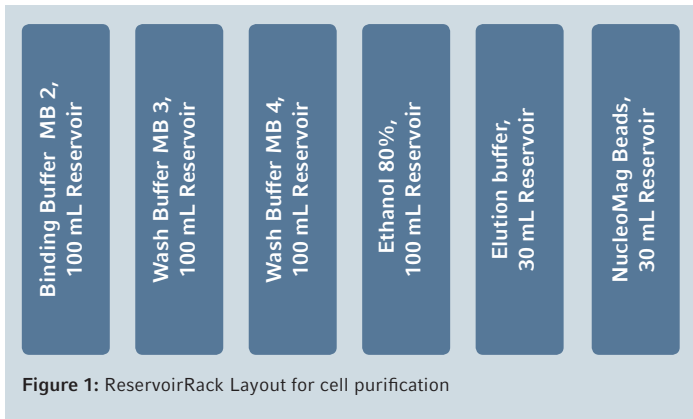 Binding Buffer MB 2,
100 mL Reservoir
Wash Buffer MB 3,
100 mL Reservoir
Wash Buffer MB 4,
100 mL Reservoir
Ethanol 80%,
100 mL Reservoir
Elution buffer,
30 mL Reservoir
NucleoMag Beads,
30 mL Reservoir
Figure 1: ReservoirRack Layout for cell purification